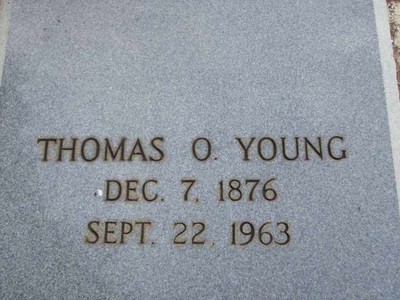 THOMAS O. YOUNG
DEC. 7, 1876
SEPT. 22, 1963